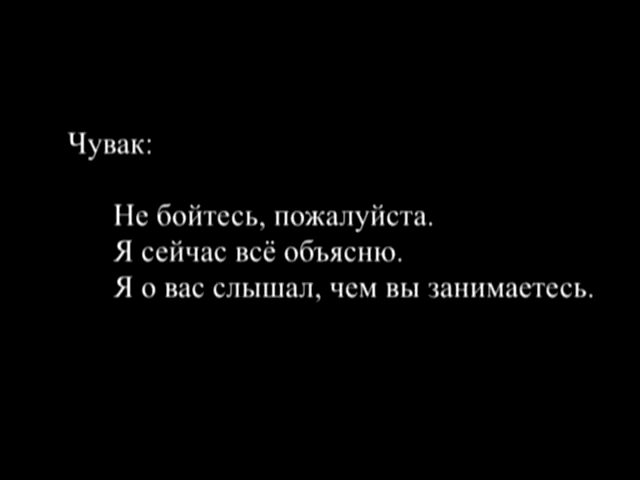 Чувак:
Не бойтесь, пожалуйста.
Я сейчас всё объясню.
Я о вас слышал, чем вы занимаетесь.